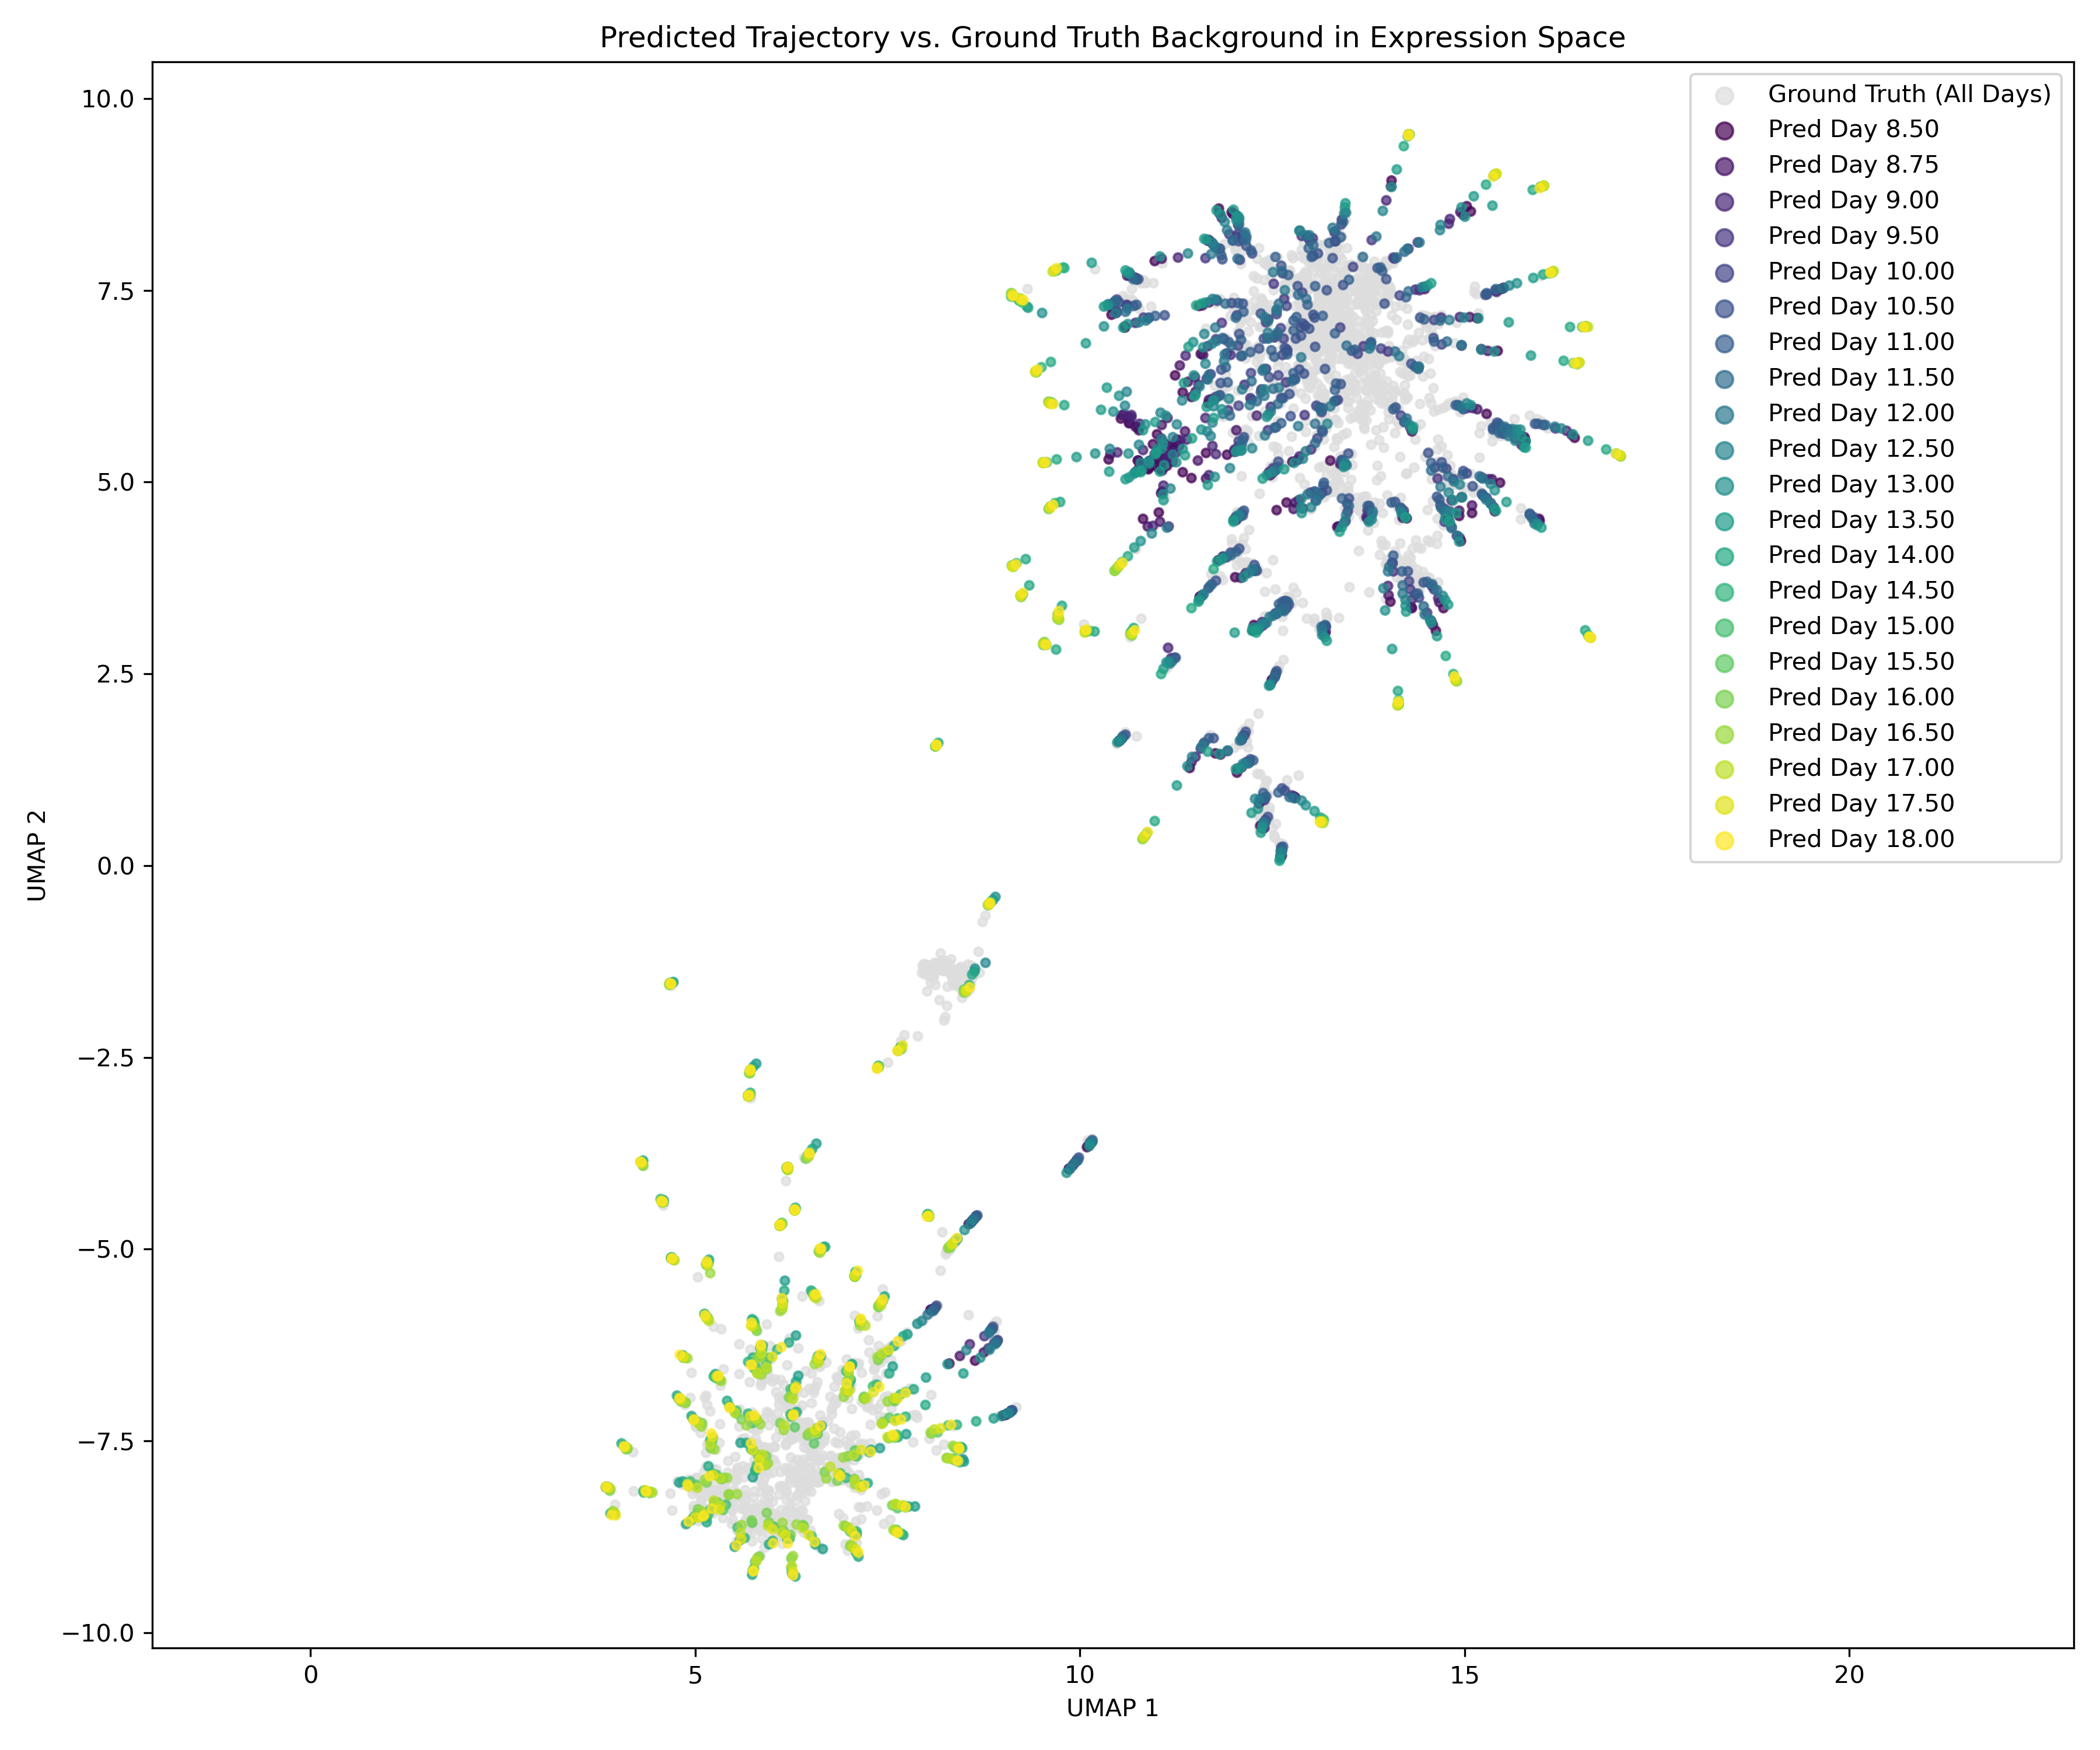 Predicted Trajectory vs. Ground Truth Background in Expression Space
Ground Truth (All Days)
Pred Day 8.50
Pred Day 8.75
Pred Day 9.00
Pred Day 9.50
Pred Day 10.00
Pred Day 10.50
Pred Day 11.00
Pred Day 11.50
Pred Day 12.00
Pred Day 12.50
Pred Day 13.00
Pred Day 13.50
Pred Day 14.00
Pred Day 14.50
Pred Day 15.00
Pred Day 15.50
Pred Day 16.00
Pred Day 16.50
Pred Day 17.00
Pred Day 17.50
Pred Day 18.00
10.0
7.5
5.0
2.5
0.0
−2.5
−5.0
−7.5
−10.0
UMAP 2
0 5 10 15 20
UMAP 1